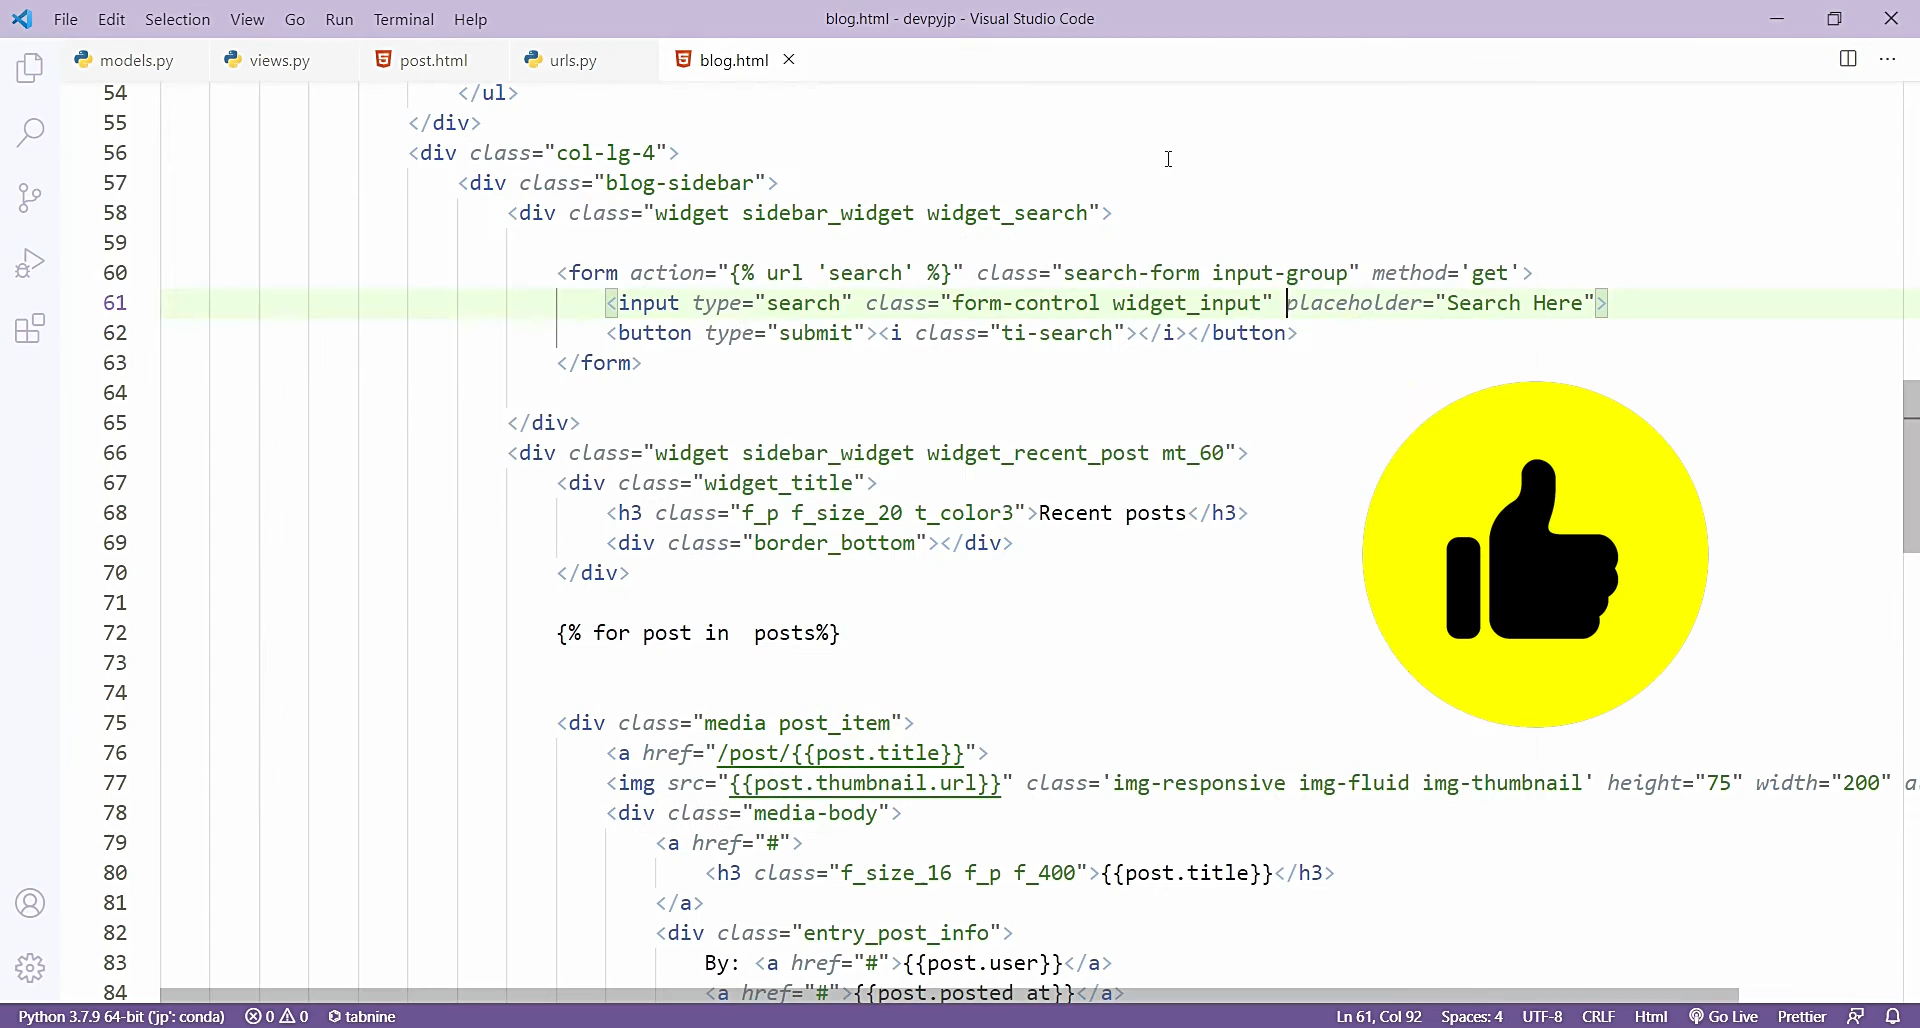 File Edit Selection View Go Run Terminal Help blog.html - devpyjp - Visual Studio Code
models.py views.py post.html urls.py blog.html
54 </ul>
55 </div>
56 <div class="col-lg-4">
57 <div class="blog-sidebar">
58 <div class="widget sidebar_widget widget_search">
59
60 <form action="{% url 'search' %}" class="search-form input-group" method='get'>
61 <input type="search" class="form-control widget_input" placeholder="Search Here">
62 <button type="submit"><i class="ti-search"></i></button>
63 </form>
64
65 </div>
66 <div class="widget sidebar_widget widget_recent_post mt_60">
67 <div class="widget_title">
68 <h3 class="f_p f_size_20 t_color3">Recent posts</h3>
69 <div class="border_bottom"></div>
70 </div>
71
72 {% for post in  posts%}
73
74
75 <div class="media post_item">
76 <a href="/post/{{post.title}}">
77 <img src="{{post.thumbnail.url}}" class='img-responsive img-fluid img-thumbnail' height="75" width="200"
78 <div class="media-body">
79 <a href="#">
80 <h3 class="f_size_16 f_p f_400">{{post.title}}</h3>
81 </a>
82 <div class="entry_post_info">
83 By: <a href="#">{{post.user}}</a>
84 <a href="#">{{post.posted_at}}</a>
Python 3.7.9 64-bit ('jp': conda) 0 0 tabnine Ln 61, Col 92 Spaces: 4 UTF-8 CRLF Html Go Live Prettier